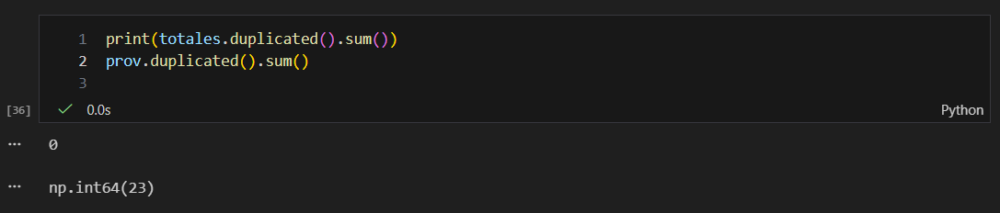 1 print(totales.duplicated().sum())
2 prov.duplicated().sum()
3
[36] ✓ 0.0s Python
... 0
... np.int64(23)